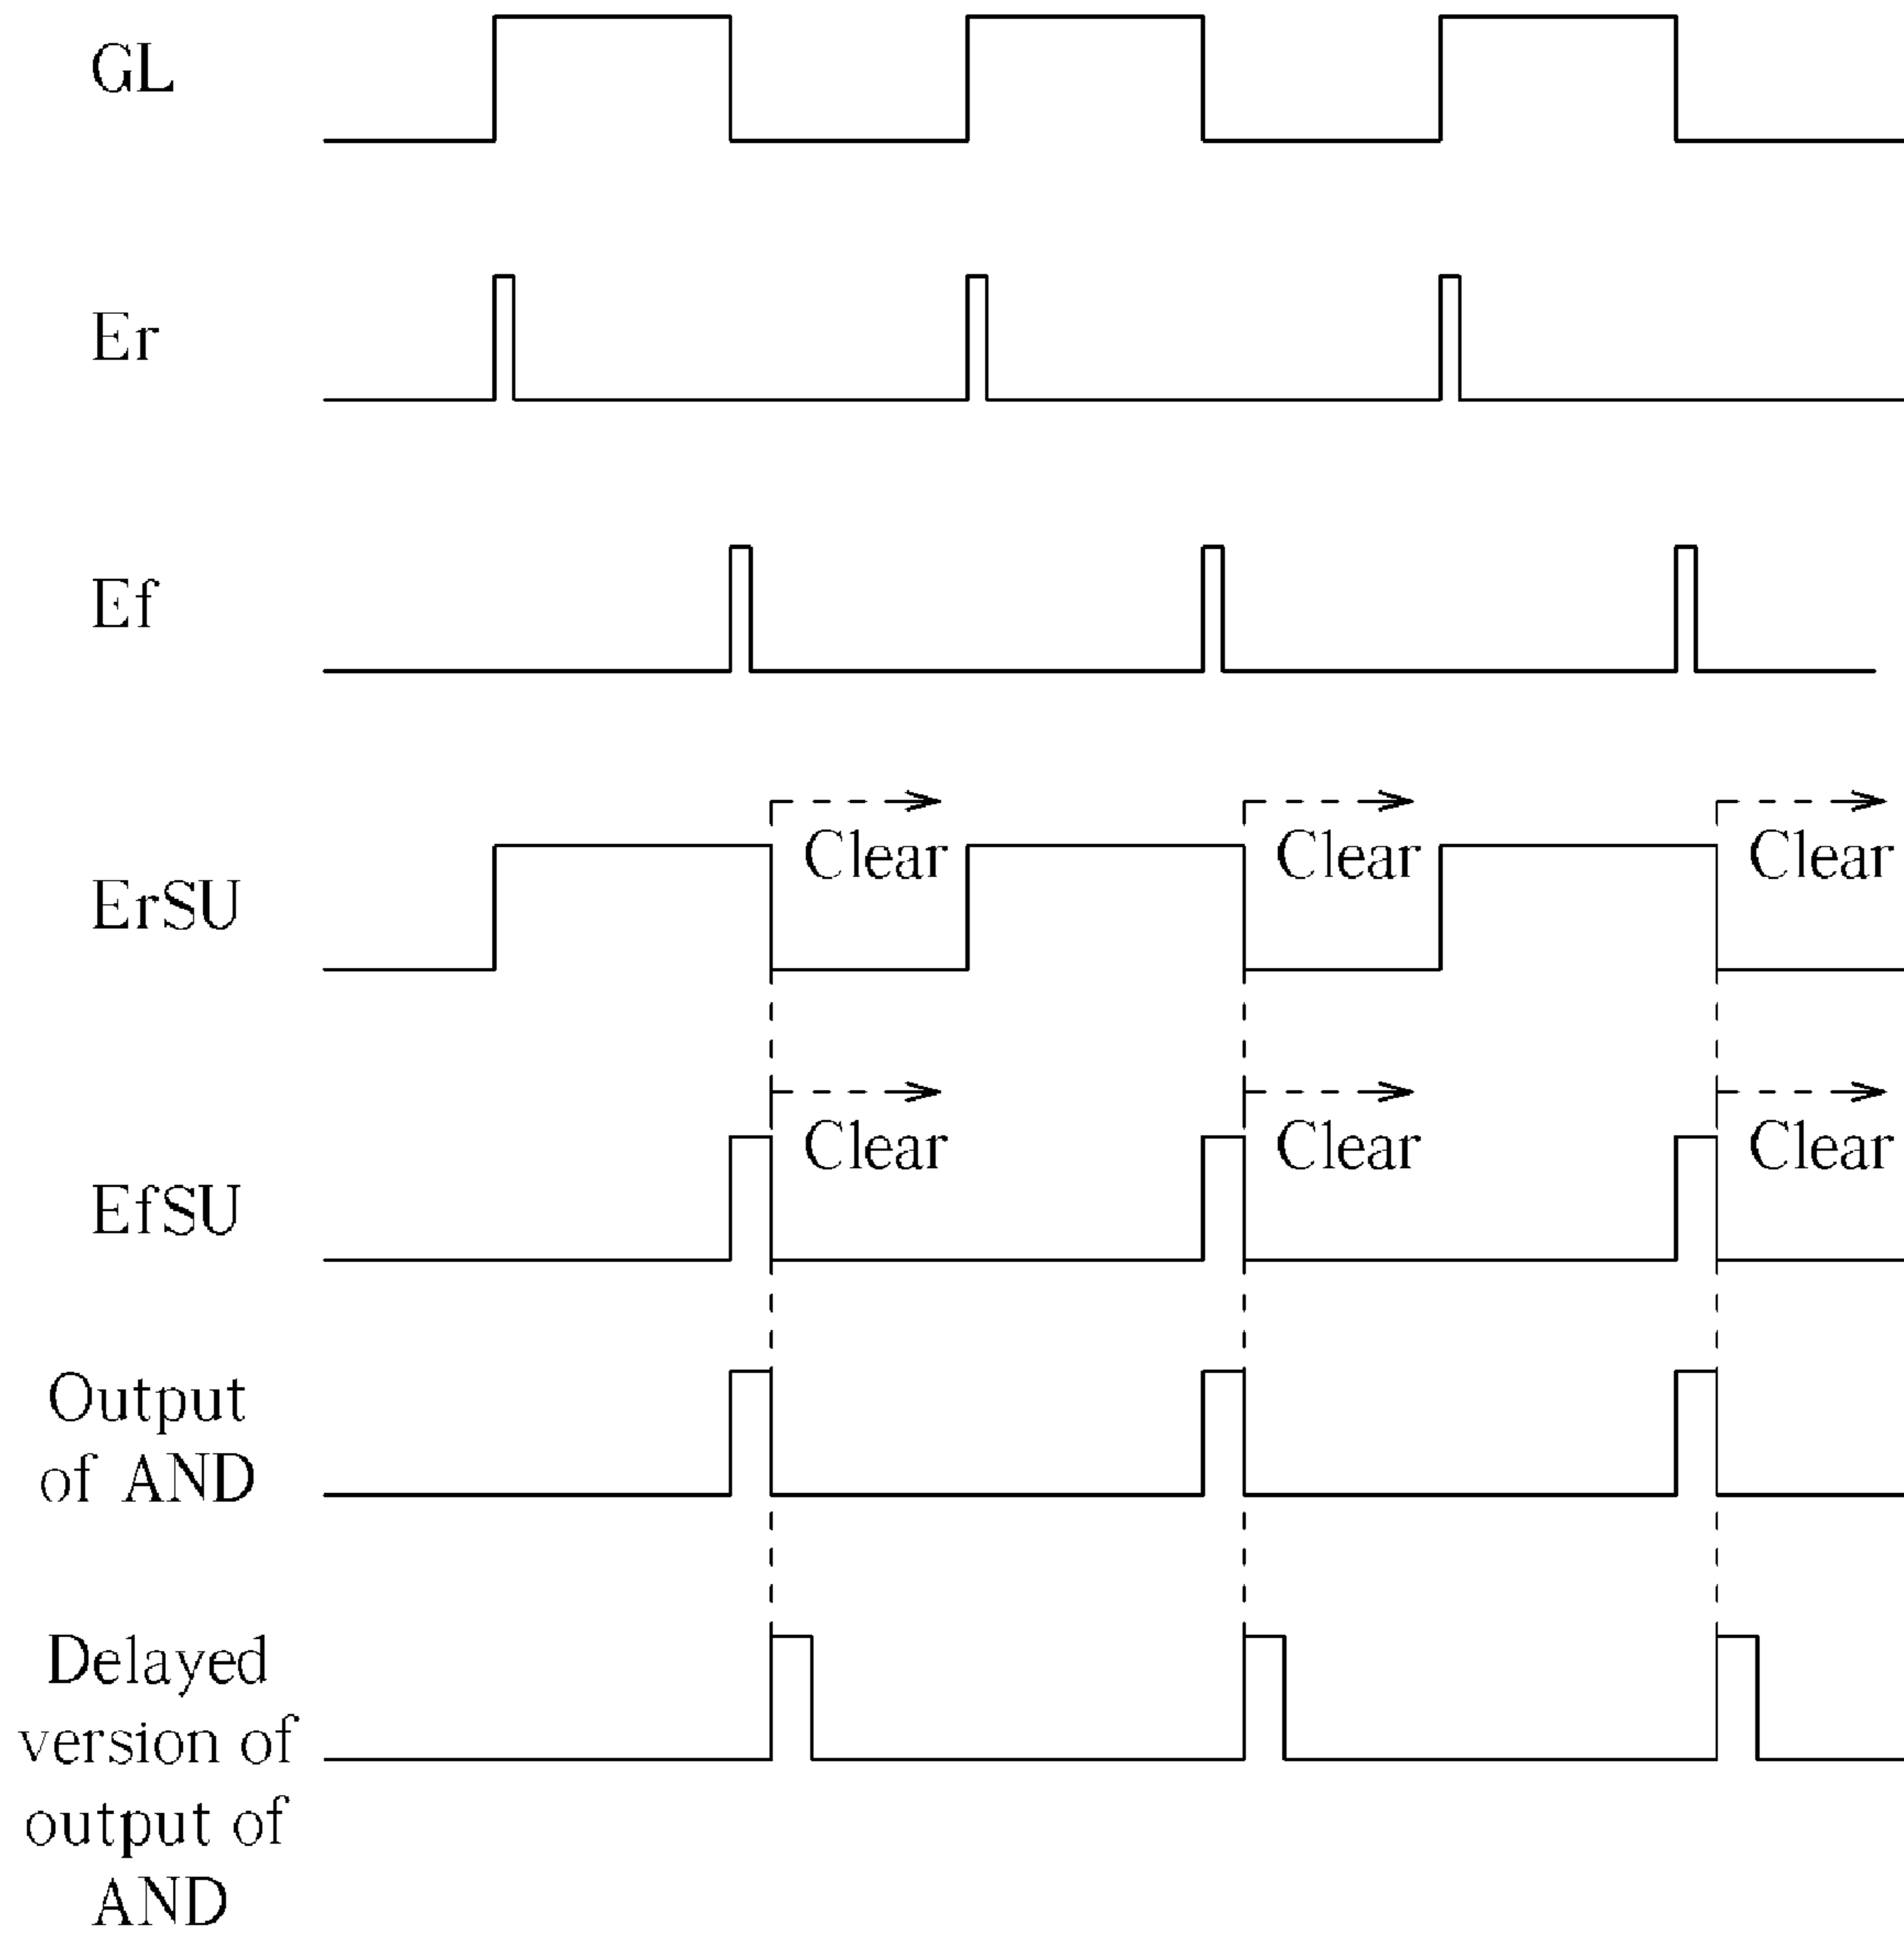 GL
Er
Ef
Clear Clear Clear
ErSU
Clear Clear Clear
EfSU
Output
of AND
Delayed
version of
output of
AND